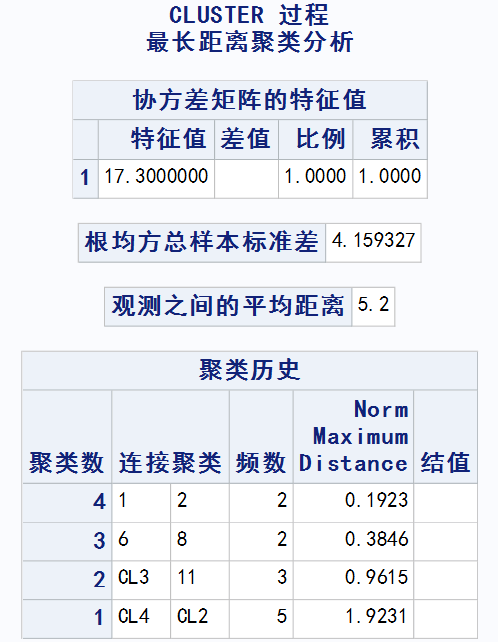 CLUSTER 过程
最长距离聚类分析
协方差矩阵的特征值
特征值 差值 比例 累积
1 17.3000000 1.0000 1.0000
根均方总样本标准差 4.159327
观测之间的平均距离 5.2
聚类历史
聚类数 连接聚类 频数 Norm Maximum Distance 结值
4 1 2 2 0.1923
3 6 8 2 0.3846
2 CL3 11 3 0.9615
1 CL4 CL2 5 1.9231